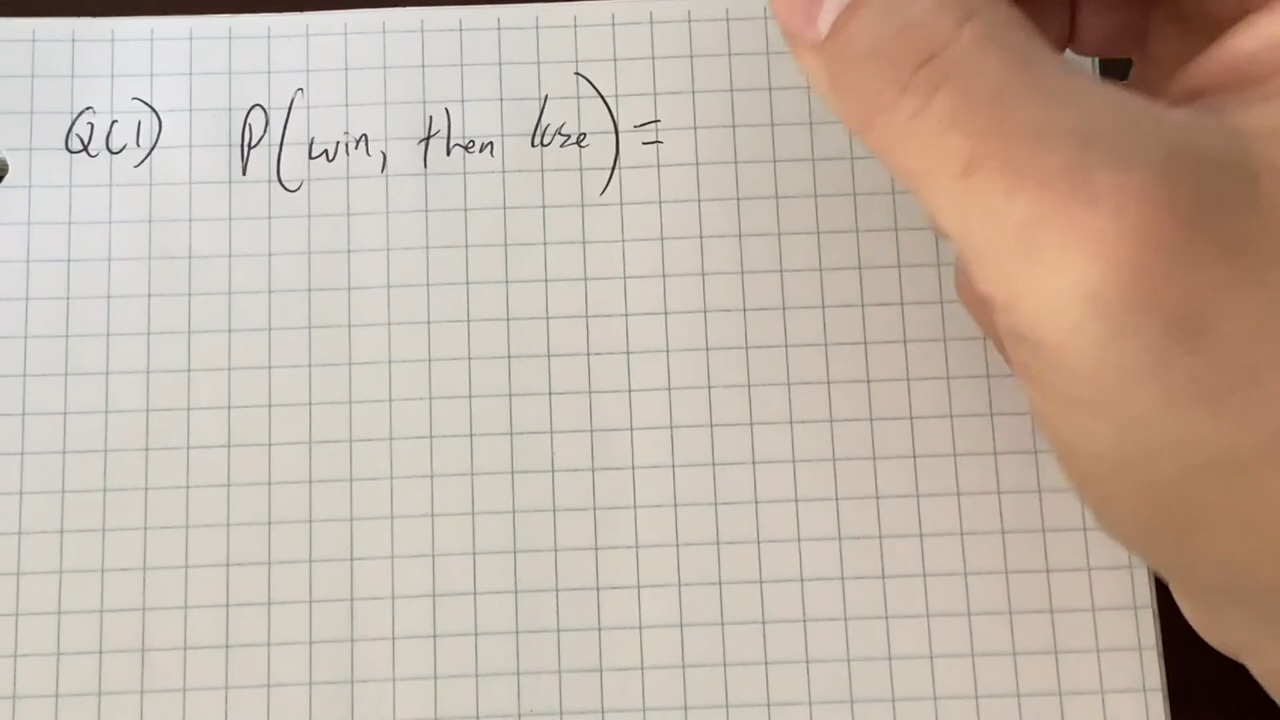 Q(1) P(win, then lose) =